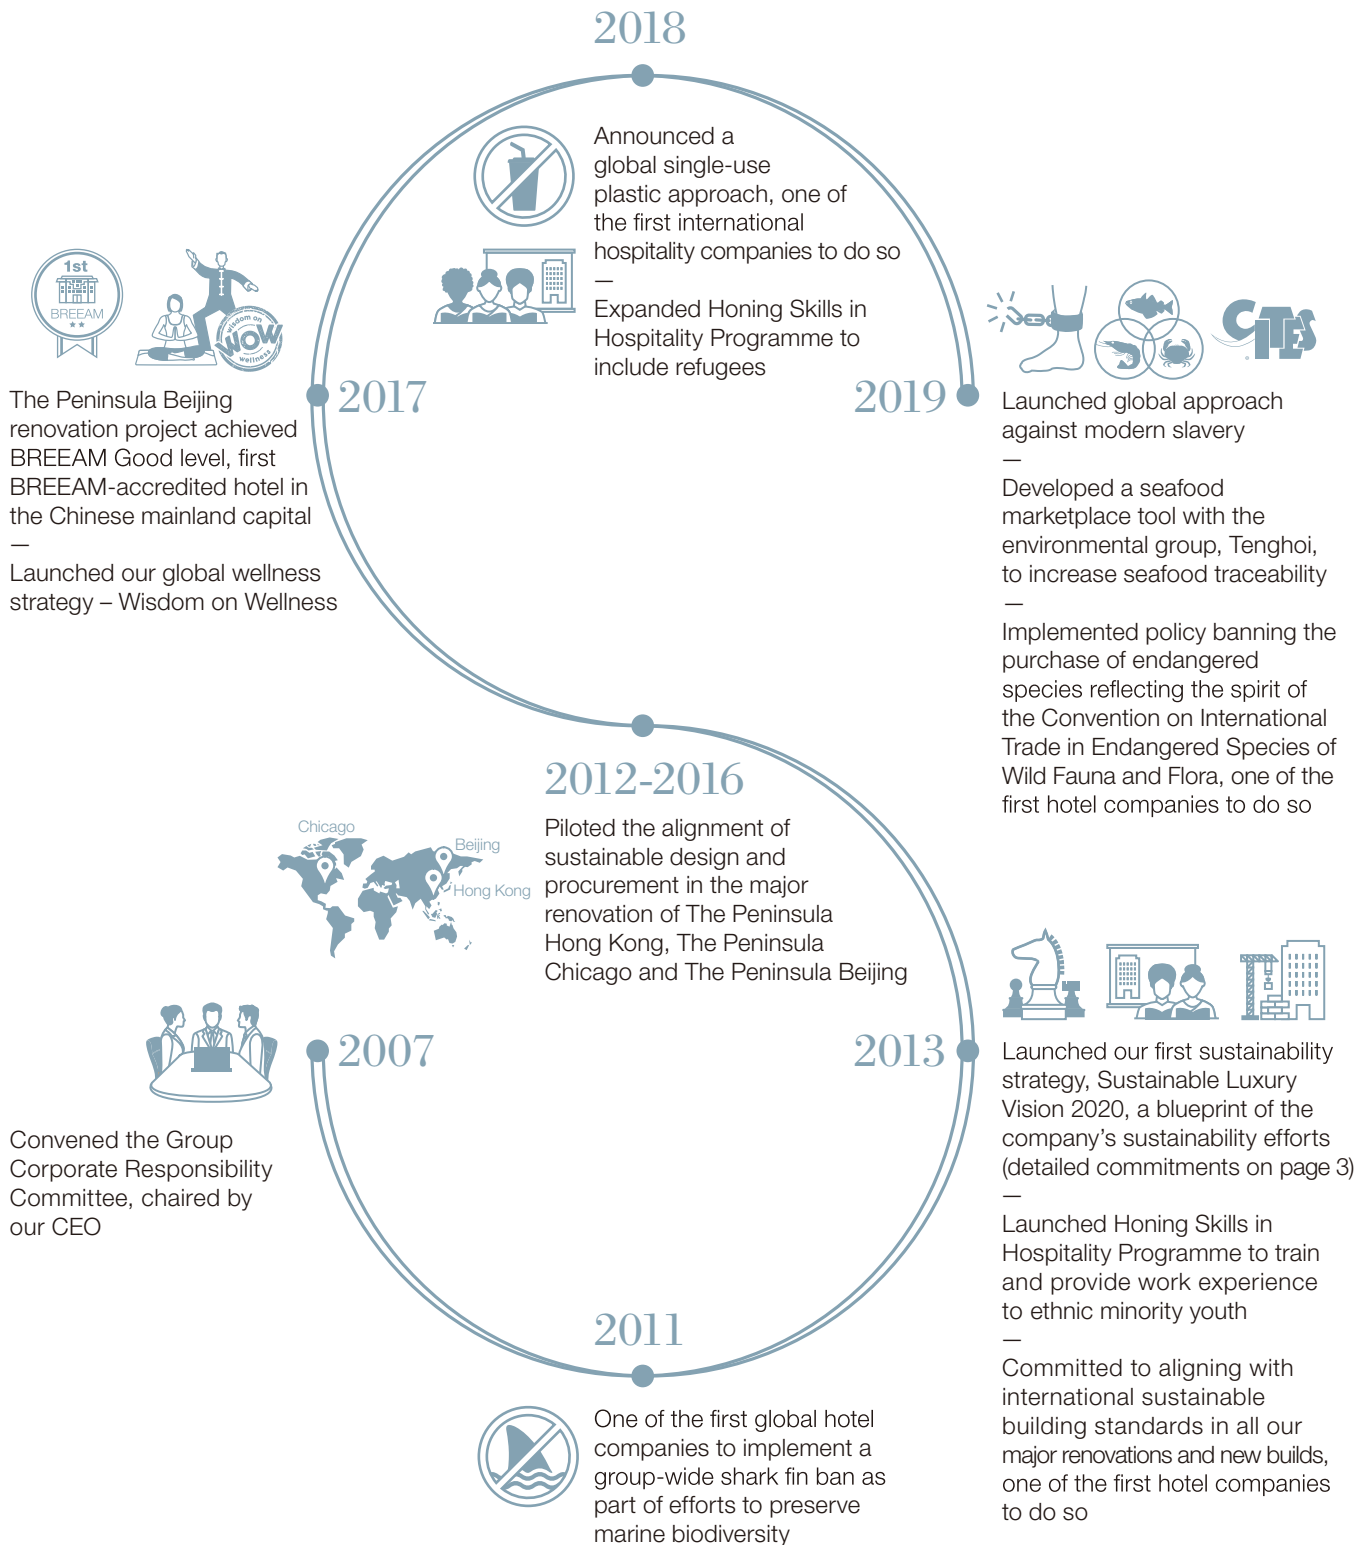 2018
Announced a
global single-use
plastic approach, one of
the first international
hospitality companies to do so
—
Expanded Honing Skills in
Hospitality Programme to
include refugees
1st
BREEAM
wisdom on
WOW
wellness
2017
The Peninsula Beijing
renovation project achieved
BREEAM Good level, first
BREEAM-accredited hotel in
the Chinese mainland capital
—
Launched our global wellness
strategy – Wisdom on Wellness
CITES
2019
Launched global approach
against modern slavery
—
Developed a seafood
marketplace tool with the
environmental group, Tenghoi,
to increase seafood traceability
—
Implemented policy banning the
purchase of endangered
species reflecting the spirit of
the Convention on International
Trade in Endangered Species of
Wild Fauna and Flora, one of the
first hotel companies to do so
2012-2016
Piloted the alignment of
sustainable design and
procurement in the major
renovation of The Peninsula
Hong Kong, The Peninsula
Chicago and The Peninsula Beijing
Chicago
Beijing
Hong Kong
2007
Convened the Group
Corporate Responsibility
Committee, chaired by
our CEO
2013
Launched our first sustainability
strategy, Sustainable Luxury
Vision 2020, a blueprint of the
company’s sustainability efforts
(detailed commitments on page 3)
—
Launched Honing Skills in
Hospitality Programme to train
and provide work experience
to ethnic minority youth
—
Committed to aligning with
international sustainable
building standards in all our
major renovations and new builds,
one of the first hotel companies
to do so
2011
One of the first global hotel
companies to implement a
group-wide shark fin ban as
part of efforts to preserve
marine biodiversity